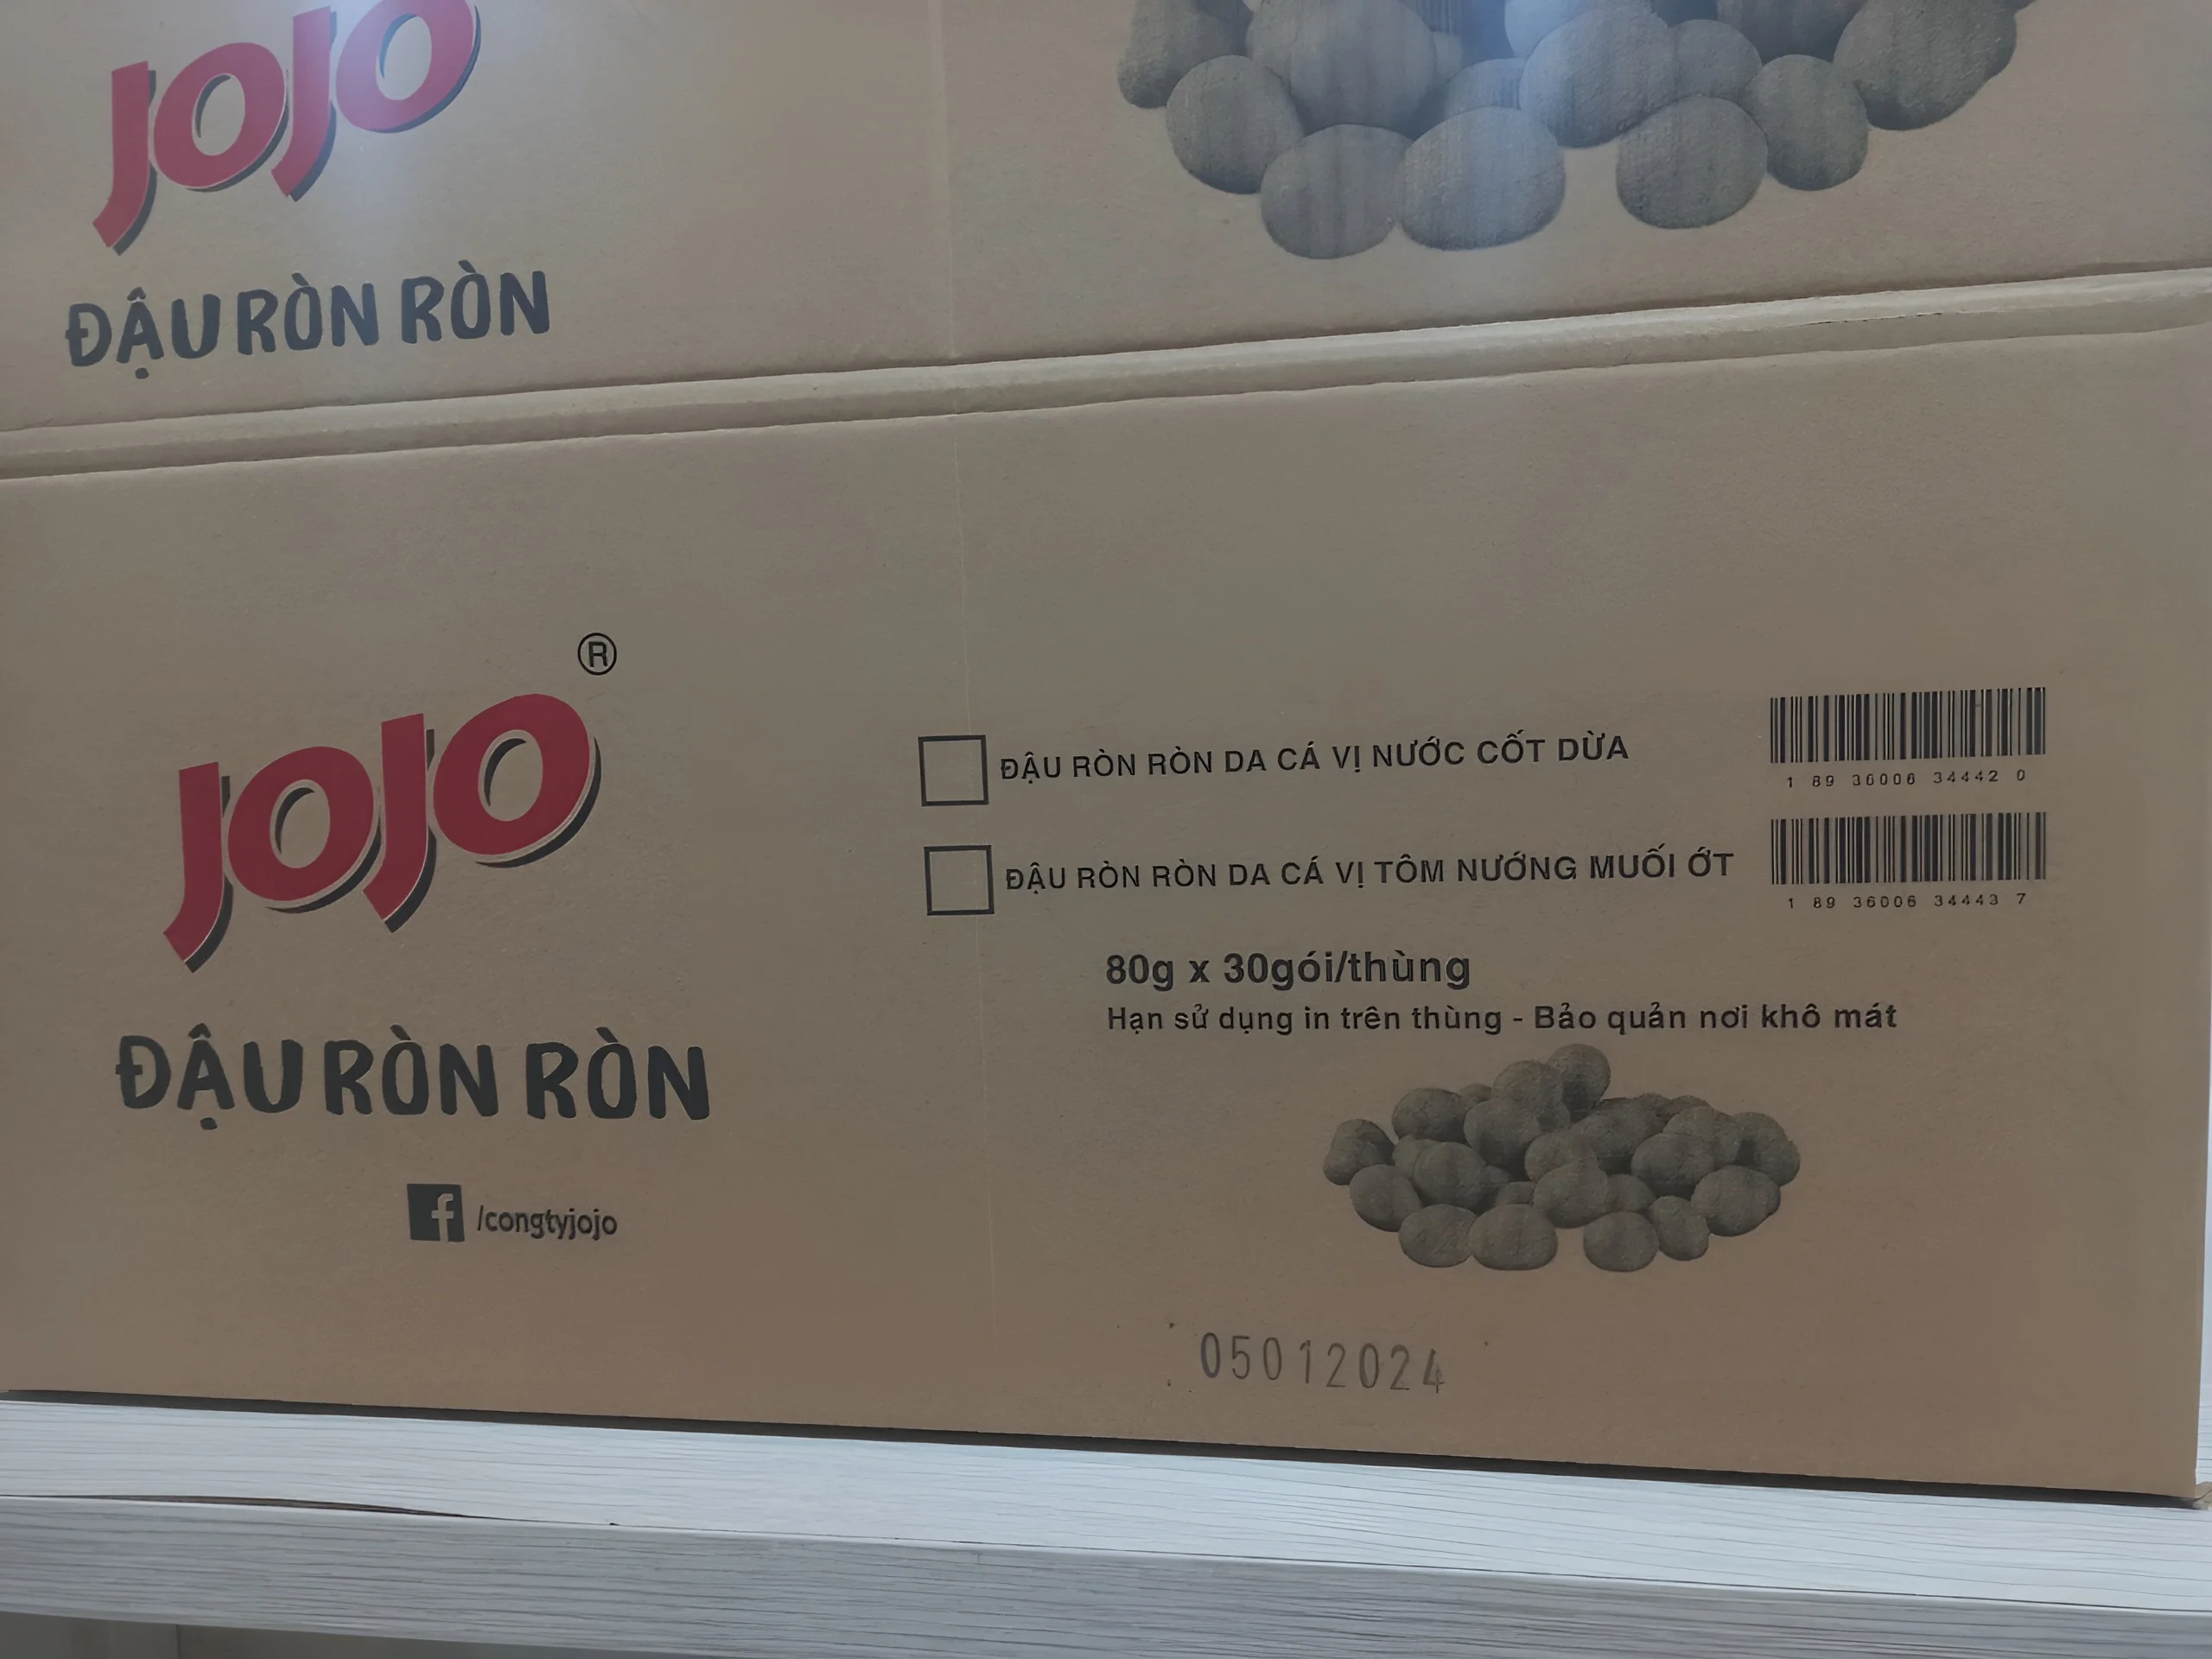 JOJO
ĐẬU RÒN RÒN
®
JOJO
ĐẬU RÒN RÒN
/congtyjojo
ĐẬU RÒN RÒN DA CÁ VỊ NƯỚC CỐT DỪA
1 89 36006 34442 0
ĐẬU RÒN RÒN DA CÁ VỊ TÔM NƯỚNG MUỐI ỚT
1 89 36006 34443 7
80g x 30gói/thùng
Hạn sử dụng in trên thùng - Bảo quản nơi khô mát
05012024